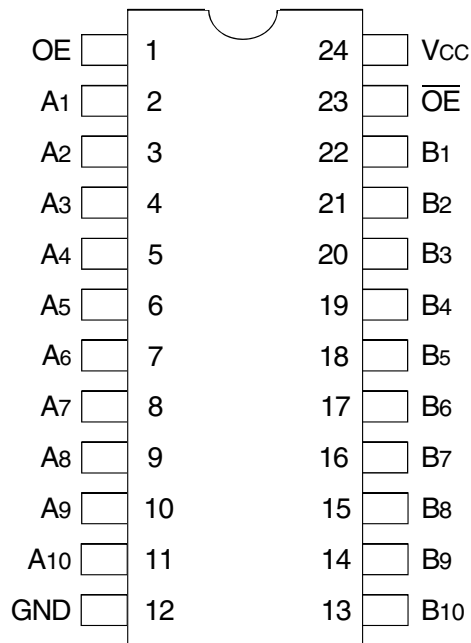 OE 1 24 VCC
A1 2 23 O̅E̅
A2 3 22 B1
A3 4 21 B2
A4 5 20 B3
A5 6 19 B4
A6 7 18 B5
A7 8 17 B6
A8 9 16 B7
A9 10 15 B8
A10 11 14 B9
GND 12 13 B10